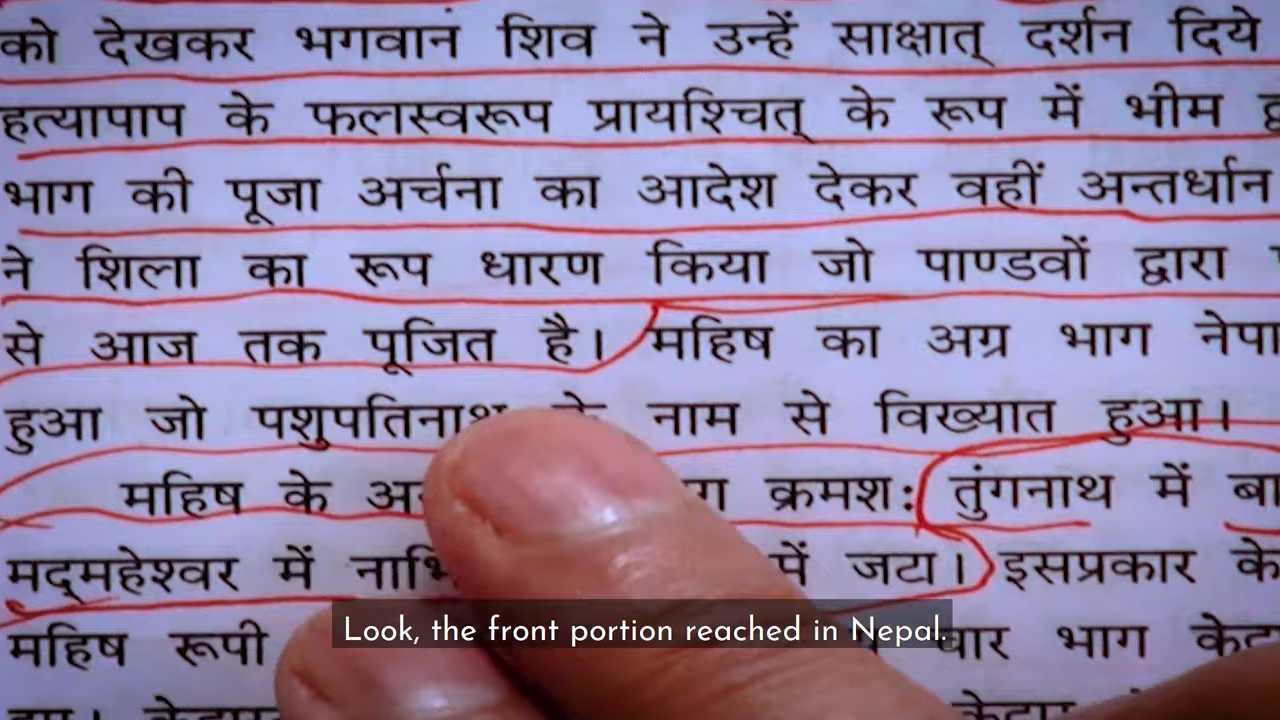 को देखकर भगवानं शिव ने उन्हें साक्षात् दर्शन दिये
हत्यापाप के फलस्वरूप प्रायश्चित् के रूप में भीम
भाग की पूजा अर्चना का आदेश देकर वहीं अन्तर्धान
ने शिला का रूप धारण किया जो पाण्डवों द्वारा
से आज तक पूजित है। महिष का अग्र भाग
हुआ जो पशुपतिनाथ के नाम से विख्यात हुआ।
महिष के क्रमश: तुंगनाथ में
मद्महेश्वर में में जटा। इसप्रकार के
महिष रूपी चार भाग
Look, the front portion reached in Nepal.